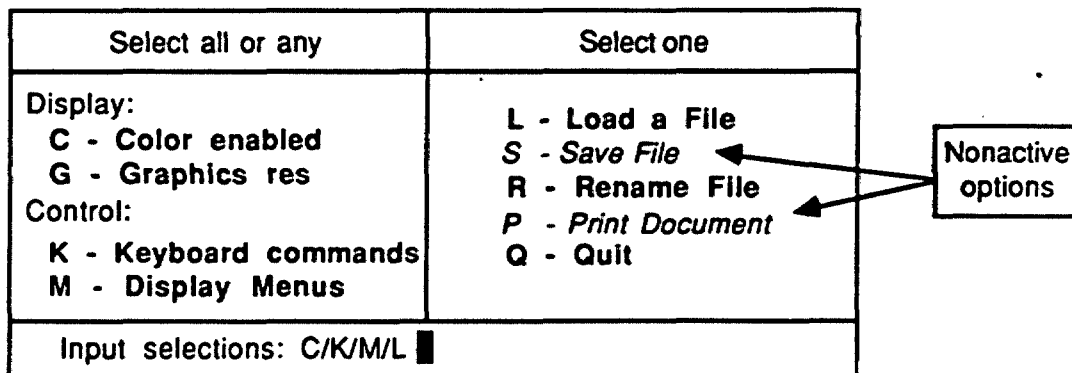 Select all or any
Select one
Display:
C - Color enabled
G - Graphics res
Control:
K - Keyboard commands
M - Display Menus
L - Load a File
S - Save File
R - Rename File
P - Print Document
Q - Quit
Nonactive
options
Input selections: C/K/M/L